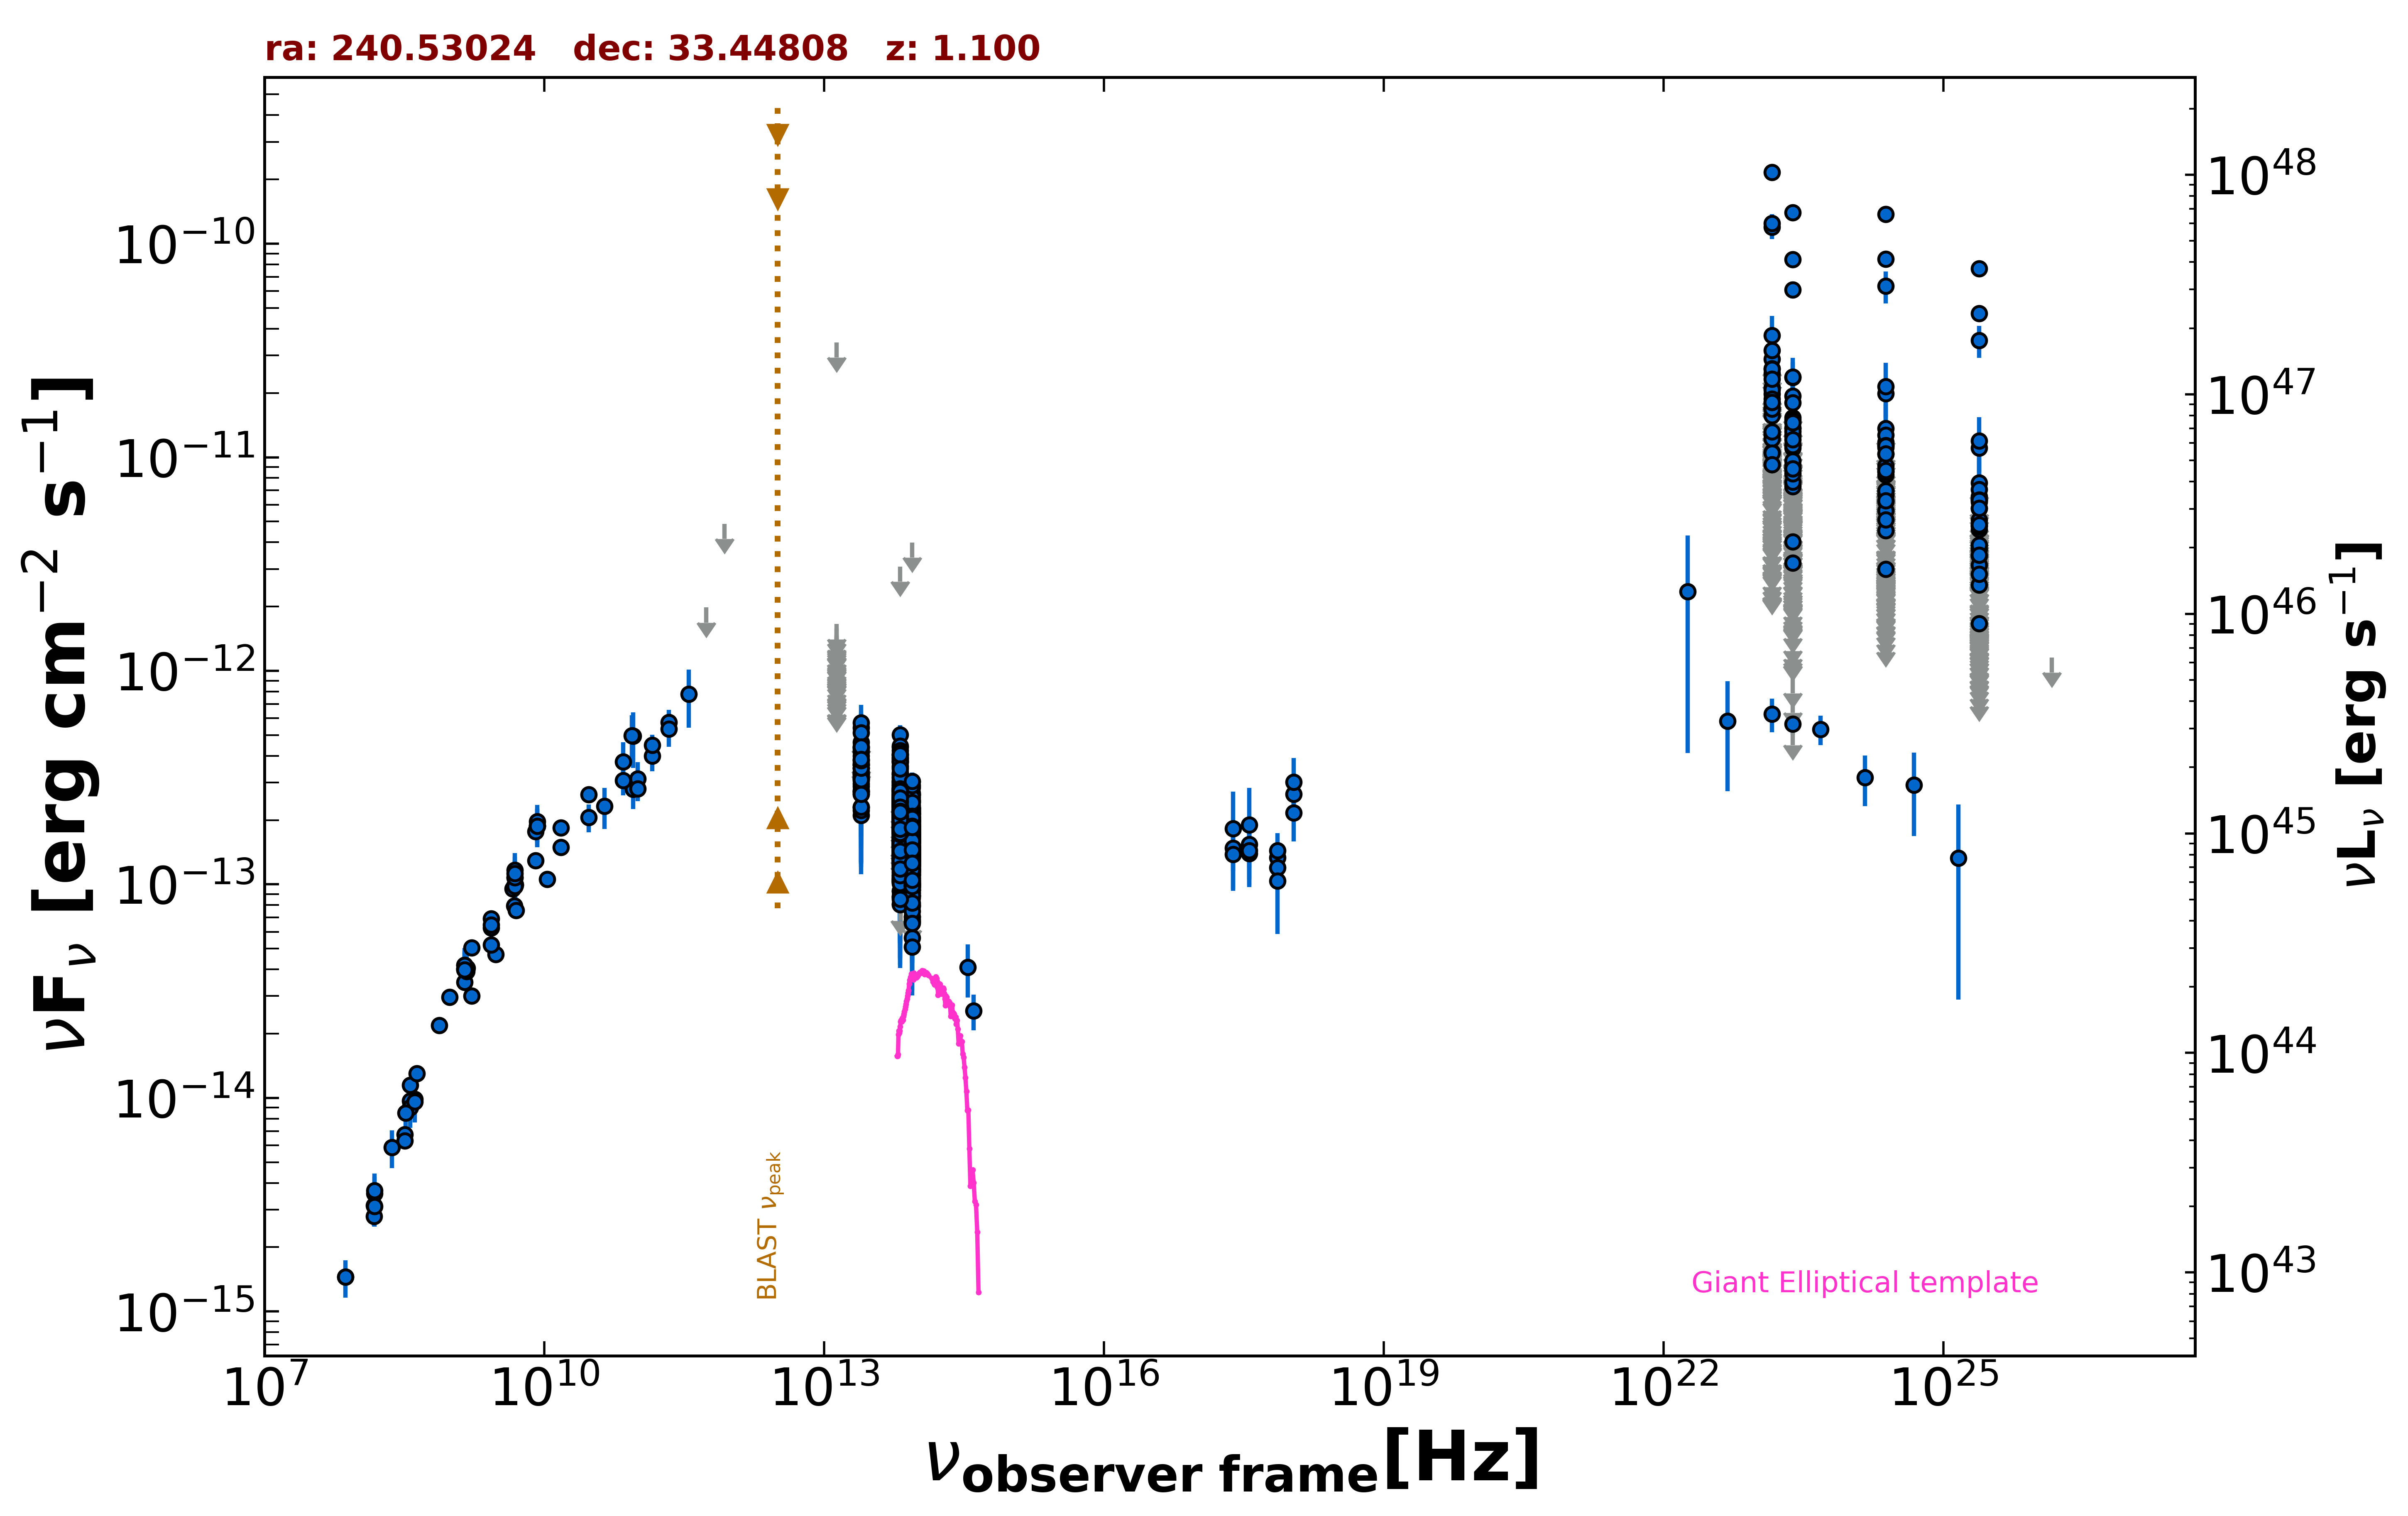 ra: 240.53024   dec: 33.44808   z: 1.100
νFν [erg cm−2 s−1]
10−10
10−11
10−12
10−13
10−14
10−15
1048
1047
1046
1045
1044
1043
νLν [erg s−1]
BLAST νpeak
Giant Elliptical template
107 1010 1013 1016 1019 1022 1025
νobserver frame[Hz]